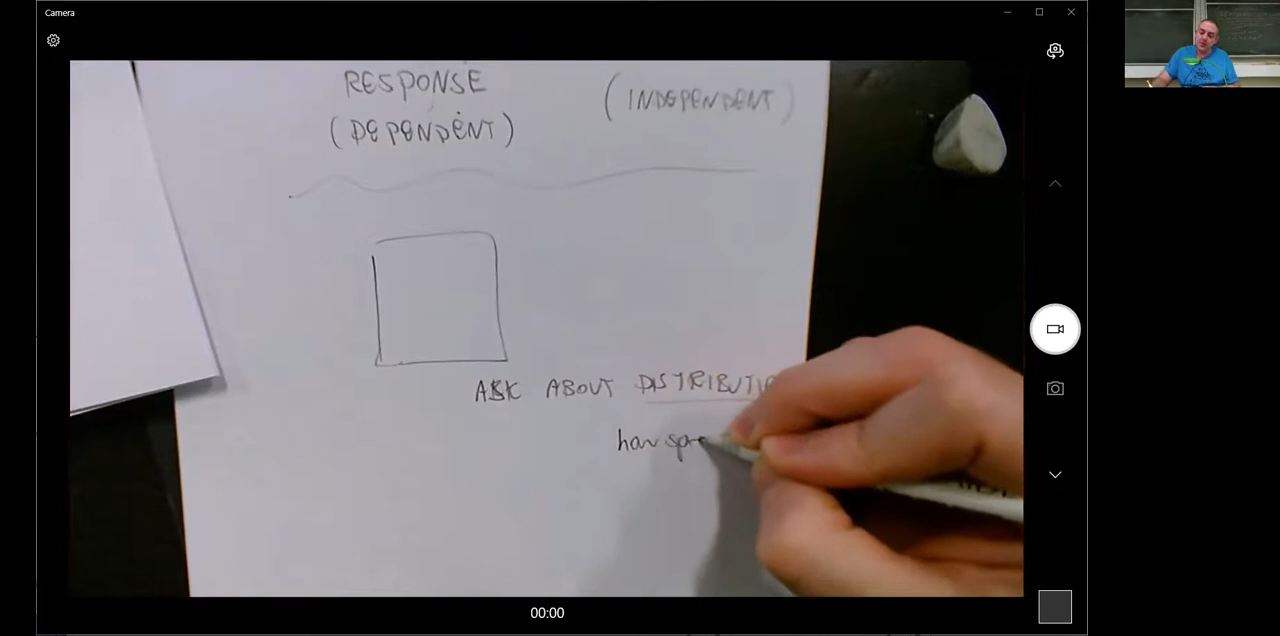 Camera
RESPONSE
(DEPENDENT)
(INDEPENDENT)
ASK ABOUT
00:00